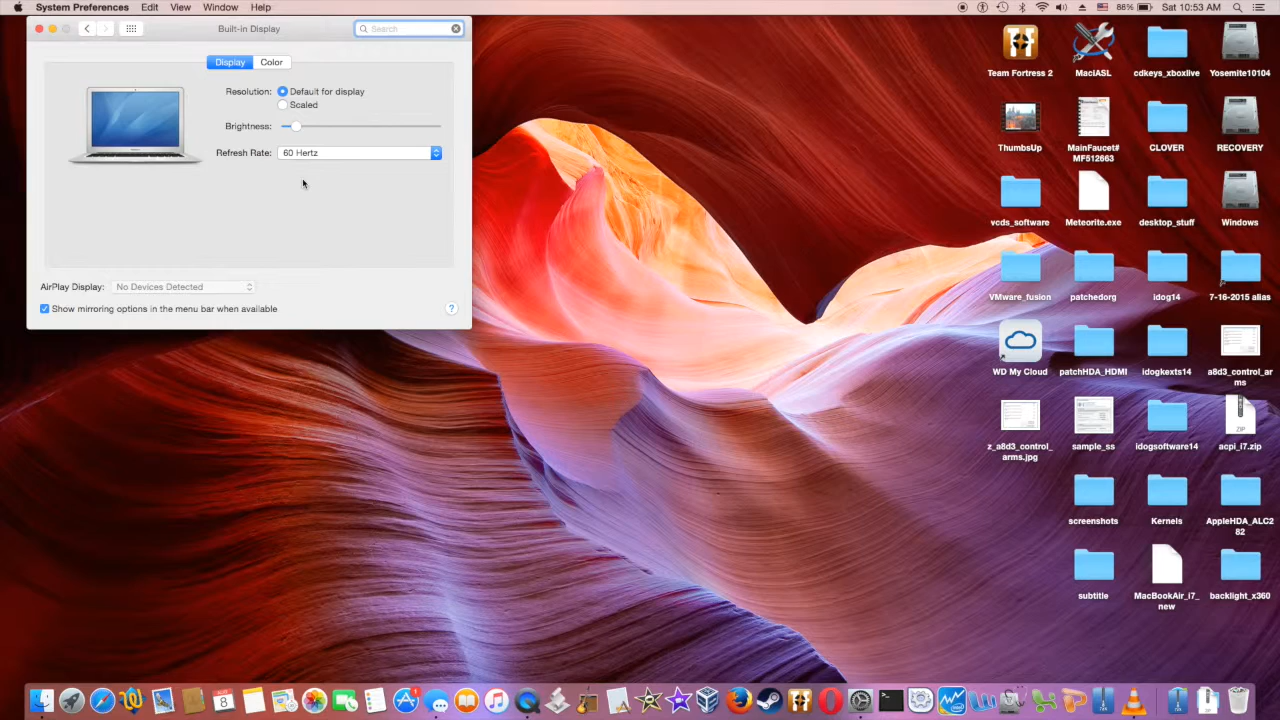 System Preferences Edit View Window Help
88% Sat 10:53 AM
Built-in Display
Search
Display Color
Resolution: Default for display
Scaled
Brightness:
Refresh Rate: 60 Hertz
AirPlay Display: No Devices Detected
Show mirroring options in the menu bar when available
?
Team Fortress 2
MaciASL
cdkeys_xboxlive
Yosemite10104
ThumbsUp
MainFaucet#
MF512663
CLOVER
RECOVERY
vcds_software
Meteorite.exe
desktop_stuff
Windows
VMware_fusion
patchedorg
idog14
7-16-2015 alias
WD My Cloud
patchHDA_HDMI
idogkexts14
a8d3_control_ar
ms
z_a8d3_control_
arms.jpg
sample_ss
idogsoftware14
ZIP
acpi_i7.zip
screenshots
Kernels
AppleHDA_ALC2
82
subtitle
MacBookAir_i7_
new
backlight_x360
8
1